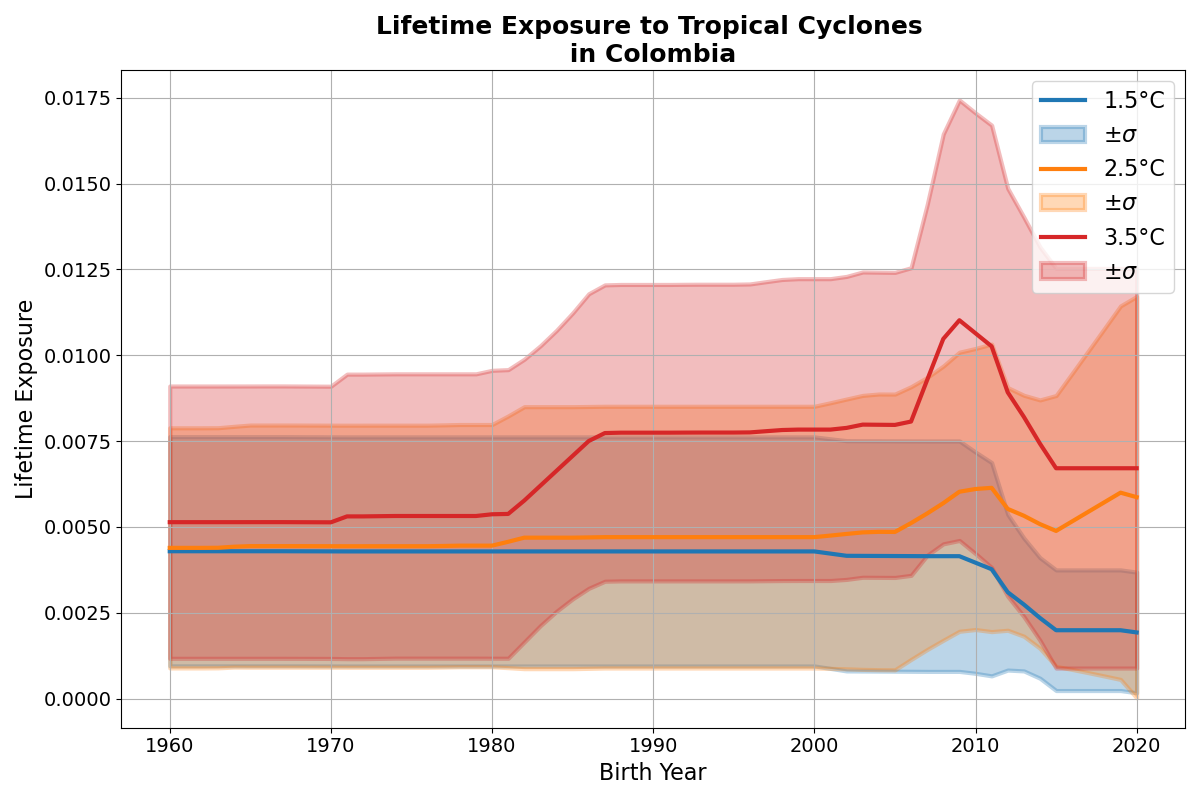 Lifetime Exposure to Tropical Cyclones
in Colombia
0.0175
0.0150
0.0125
0.0100
0.0075
0.0050
0.0025
0.0000
Lifetime Exposure
1960
1970
1980
1990
2000
2010
2020
Birth Year
1.5°C
±σ
2.5°C
±σ
3.5°C
±σ